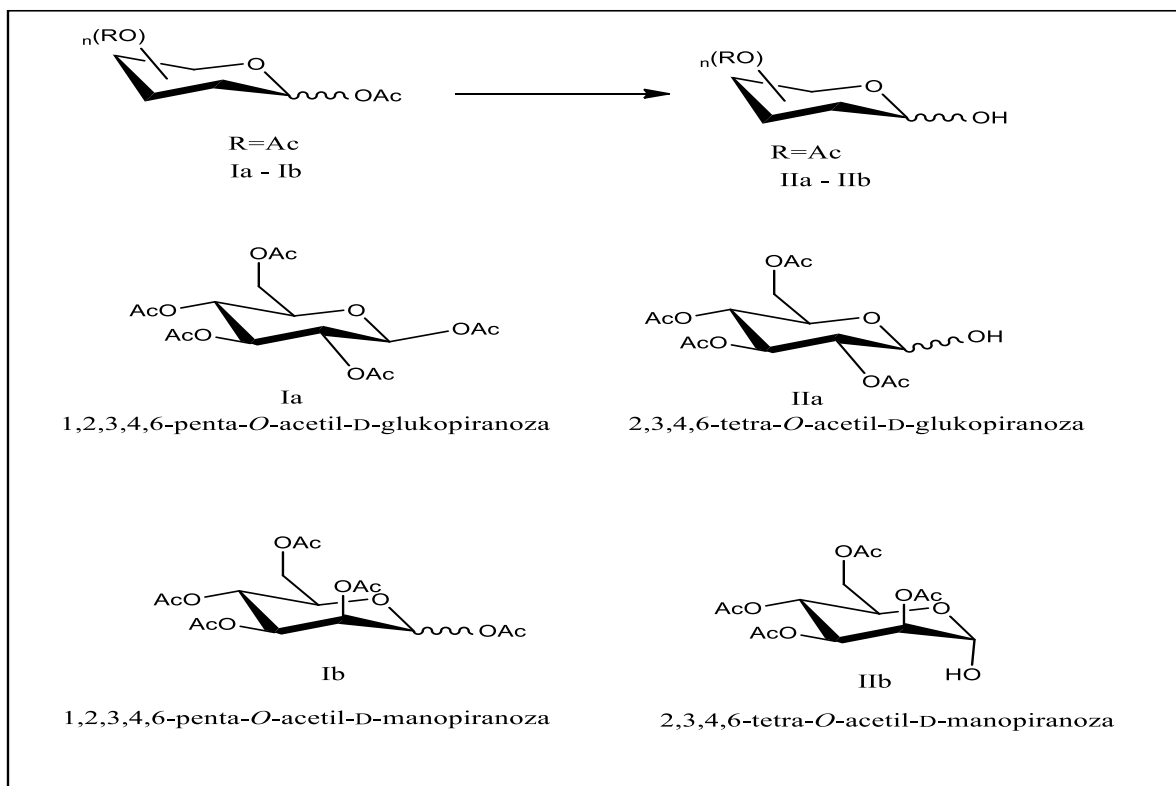 n(RO)
O
OAc
R=Ac
Ia - Ib
n(RO)
O
OH
R=Ac
IIa - IIb
OAc
AcO
AcO
O
OAc
OAc
Ia
1,2,3,4,6-penta-O-acetil-D-glukopiranoza
OAc
AcO
AcO
O
OH
OAc
IIa
2,3,4,6-tetra-O-acetil-D-glukopiranoza
OAc
OAc
AcO
O
AcO
OAc
Ib
1,2,3,4,6-penta-O-acetil-D-manopiranoza
OAc
OAc
AcO
O
AcO
HO
IIb
2,3,4,6-tetra-O-acetil-D-manopiranoza